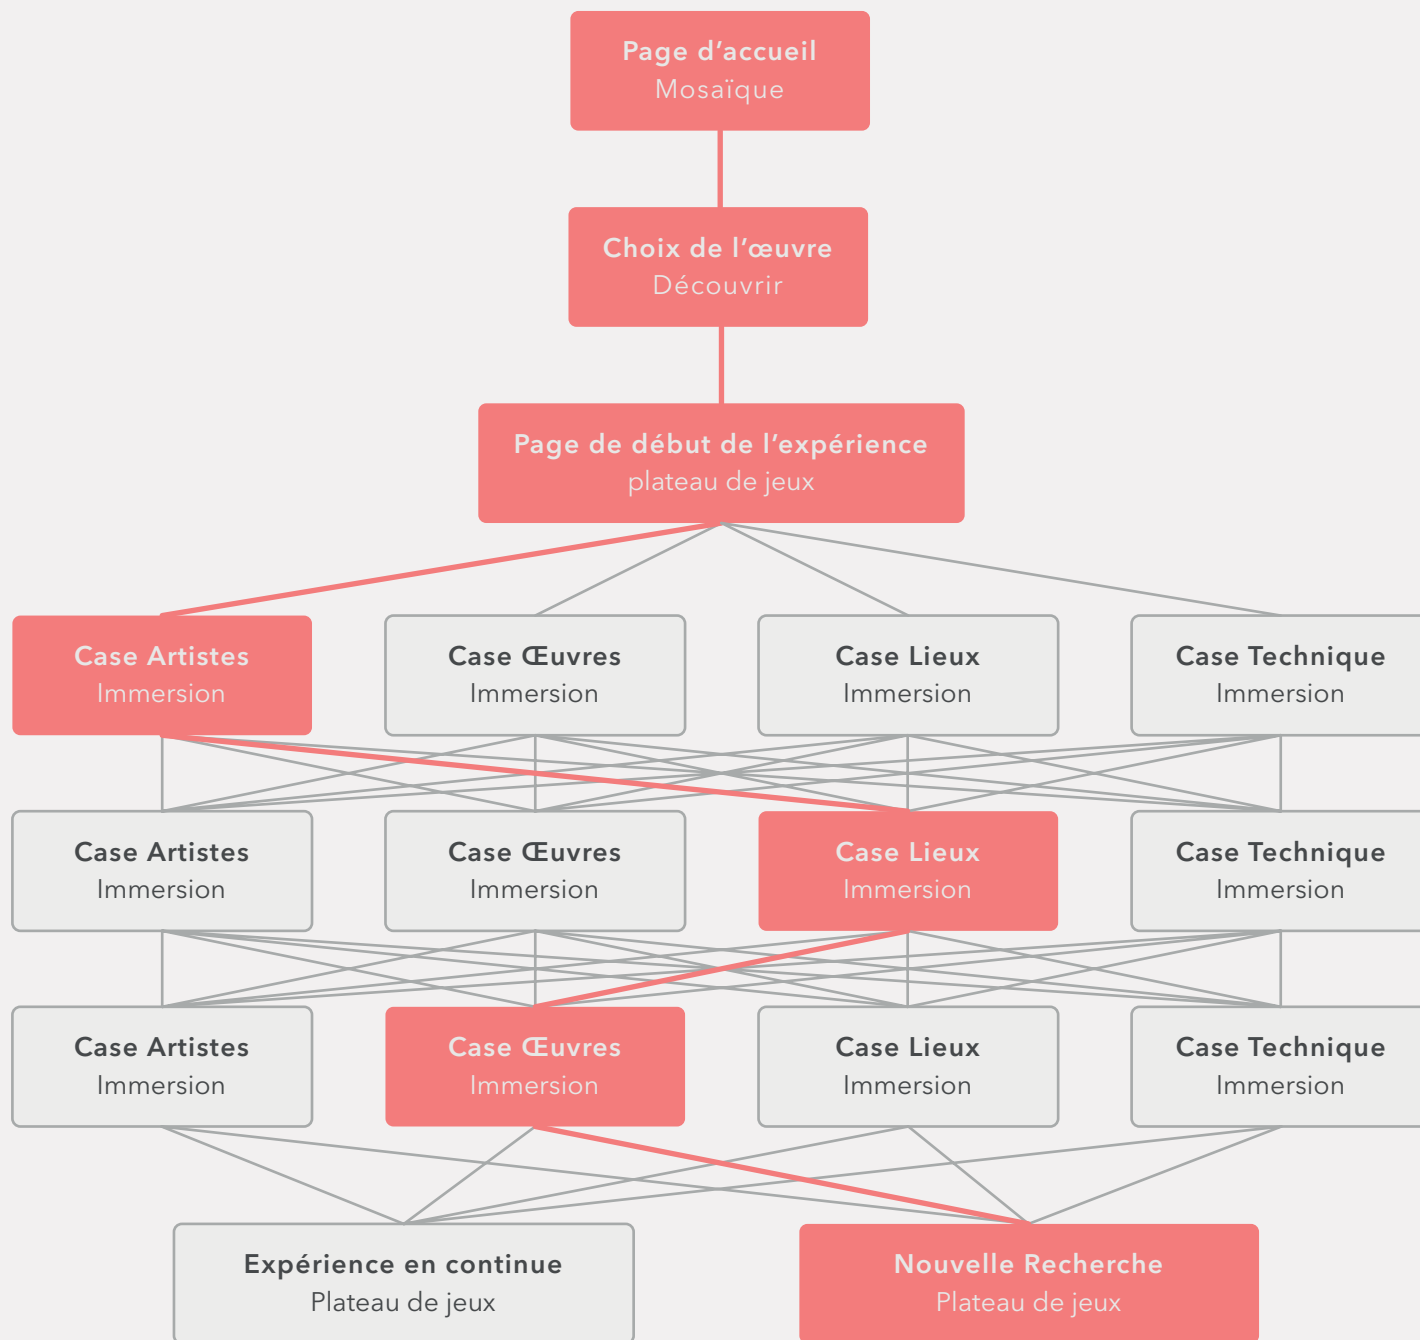 Page d’accueil
Mosaïque
Choix de l’œuvre
Découvrir
Page de début de l’expérience
plateau de jeux
Case Artistes
Immersion
Case Œuvres
Immersion
Case Lieux
Immersion
Case Technique
Immersion
Case Artistes
Immersion
Case Œuvres
Immersion
Case Lieux
Immersion
Case Technique
Immersion
Case Artistes
Immersion
Case Œuvres
Immersion
Case Lieux
Immersion
Case Technique
Immersion
Expérience en continue
Plateau de jeux
Nouvelle Recherche
Plateau de jeux